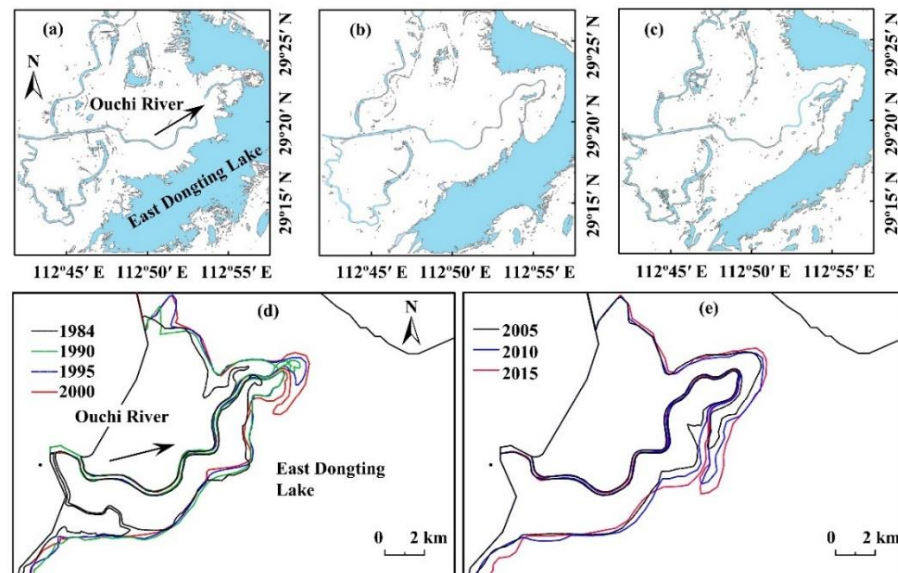 (a)
(b)
(c)
N
Ouchi River
East Dongting Lake
29°25′ N
29°20′ N
29°15′ N
29°25′ N
29°20′ N
29°15′ N
29°25′ N
29°20′ N
29°15′ N
112°45′ E 112°50′ E 112°55′ E
112°45′ E 112°50′ E 112°55′ E
112°45′ E 112°50′ E 112°55′ E
(d)
N
1984
1990
1995
2000
Ouchi River
East Dongting
Lake
0 2 km
(e)
2005
2010
2015
0 2 km